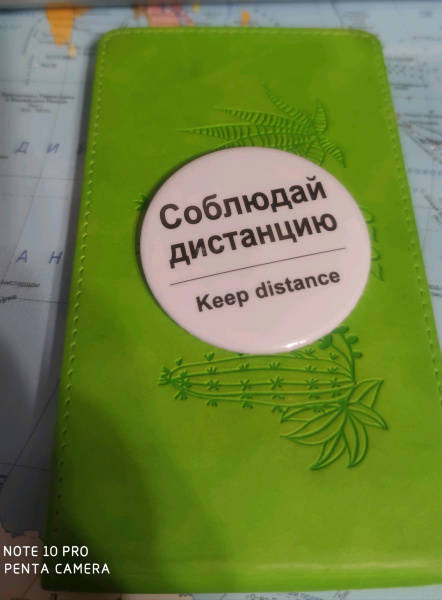 Соблюдай
дистанцию
Keep distance
NOTE 10 PRO
PENTA CAMERA